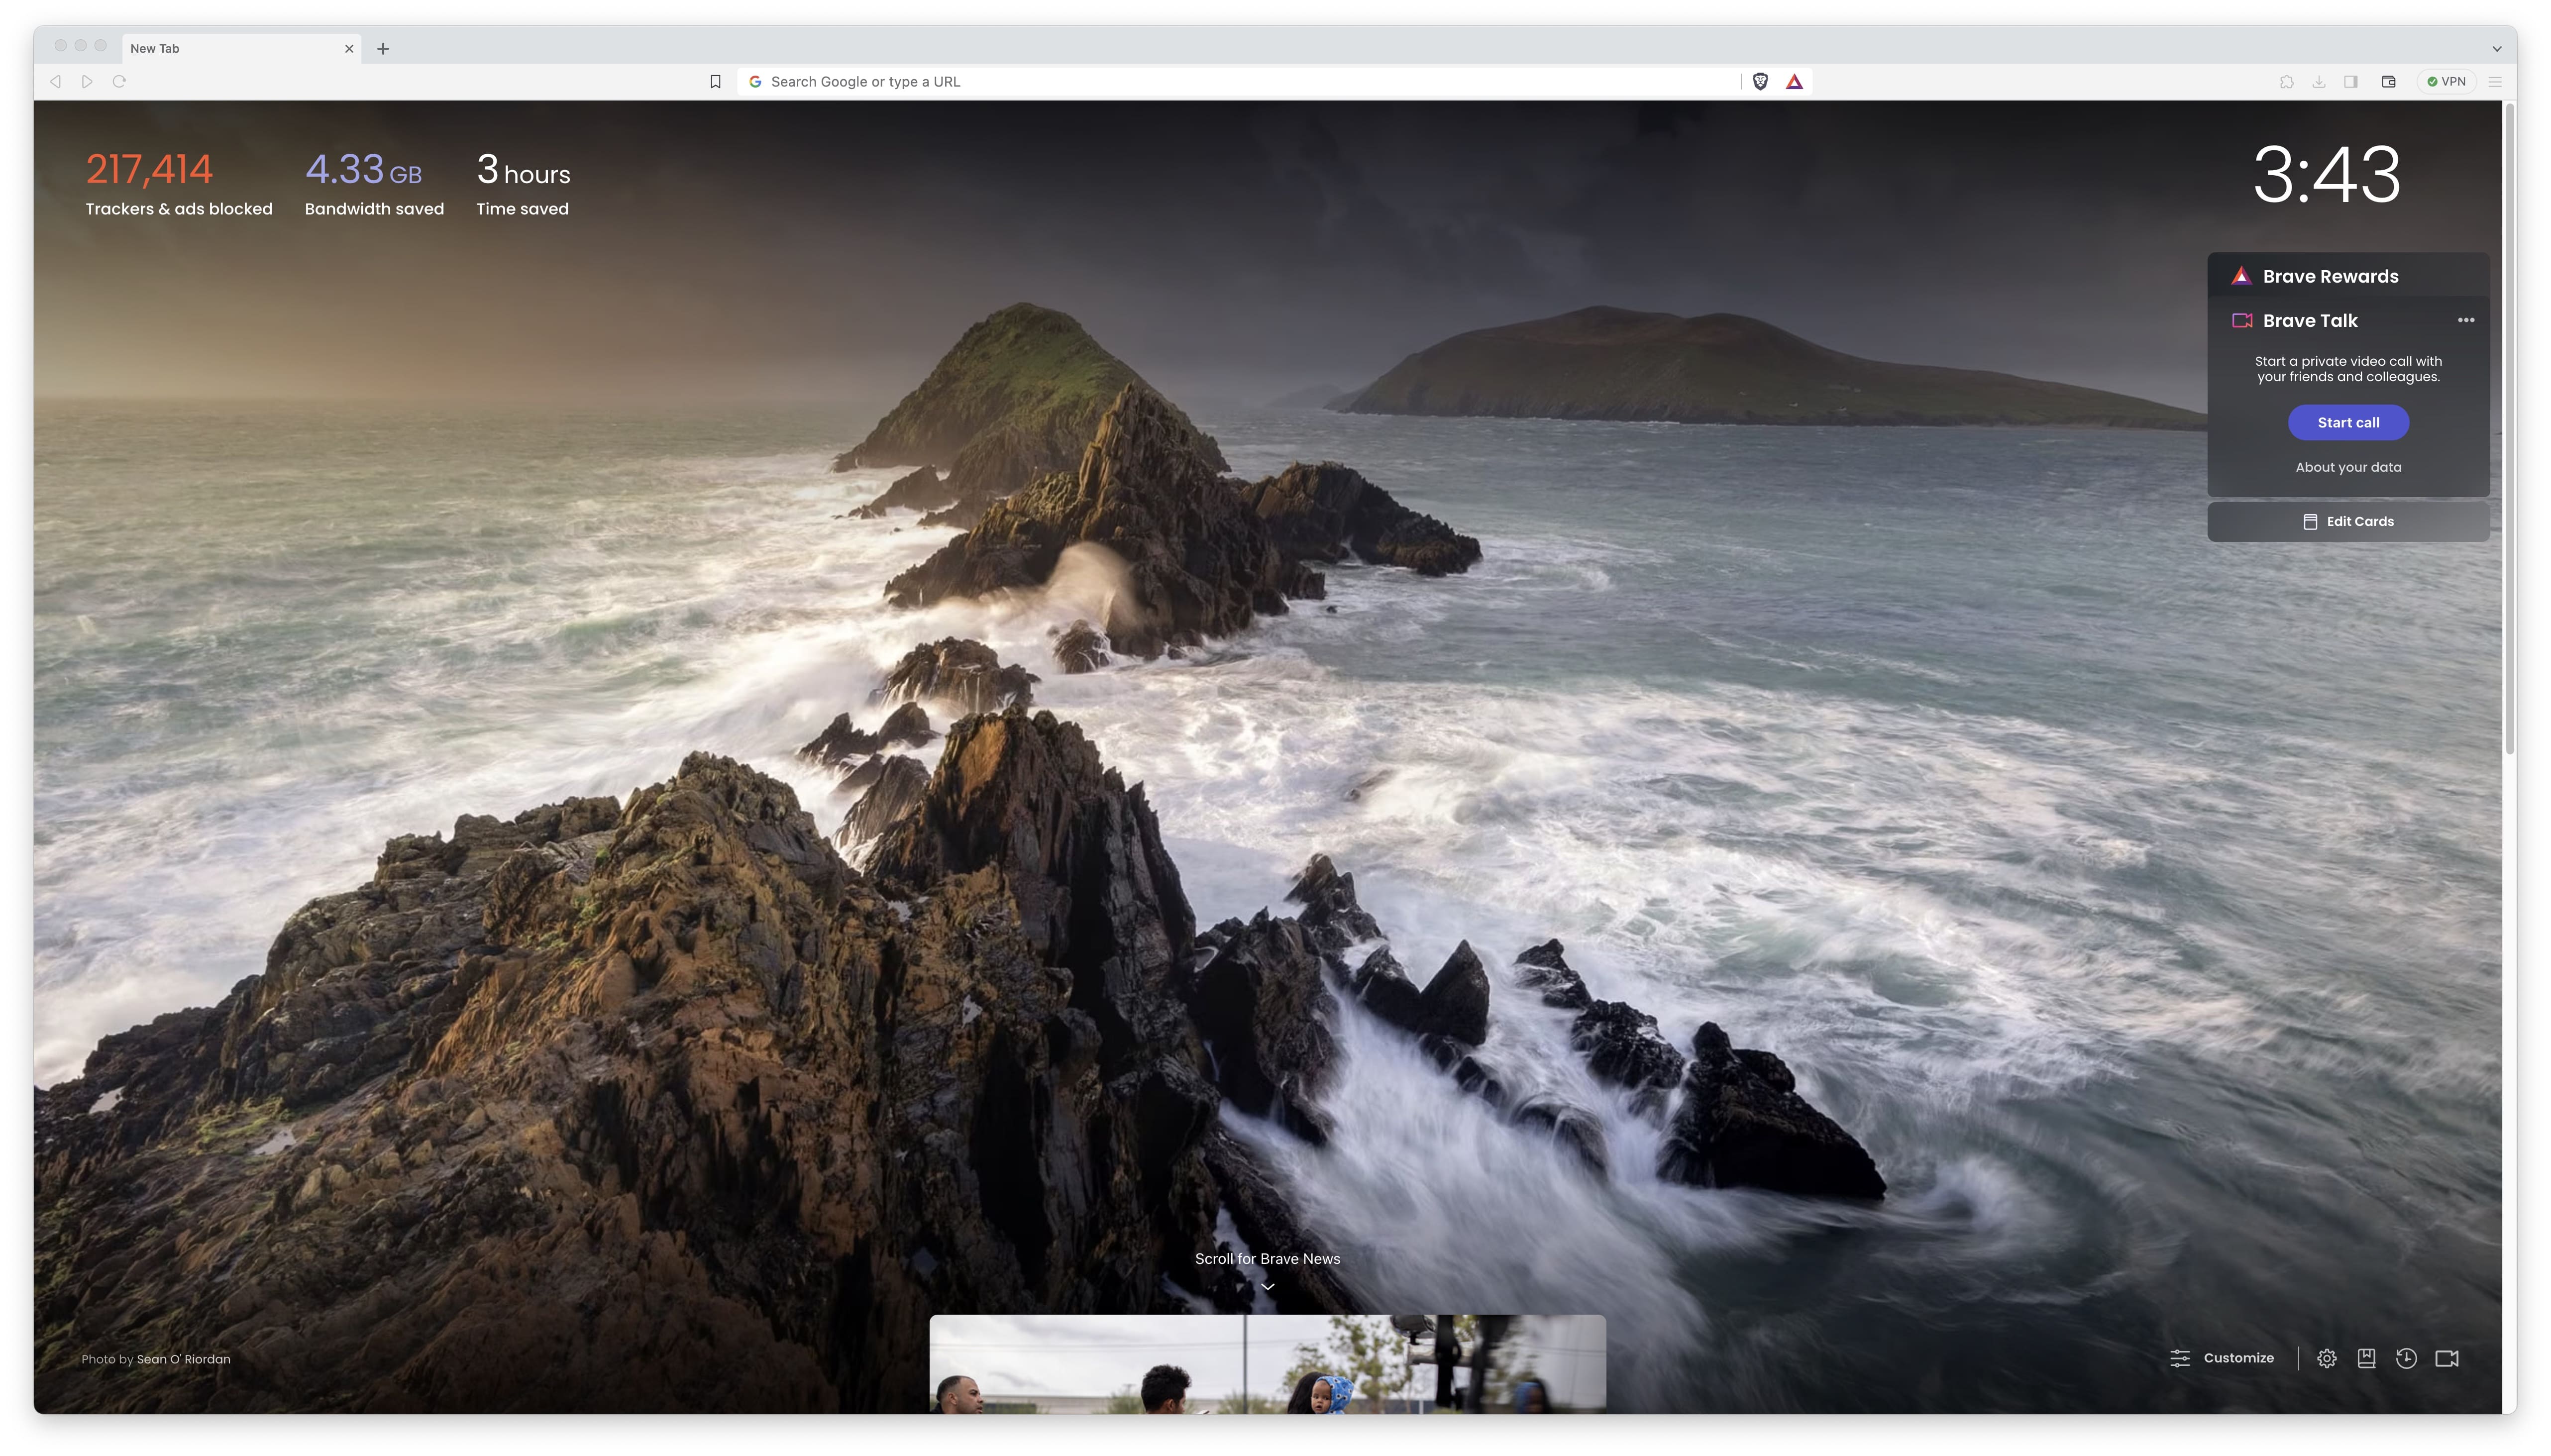 New Tab
Search Google or type a URL
VPN
217,414
Trackers & ads blocked
4.33 GB
Bandwidth saved
3 hours
Time saved
3:43
Brave Rewards
Brave Talk
Start a private video call with
your friends and colleagues.
Start call
About your data
Edit Cards
Scroll for Brave News
Photo by Sean O' Riordan
Customize